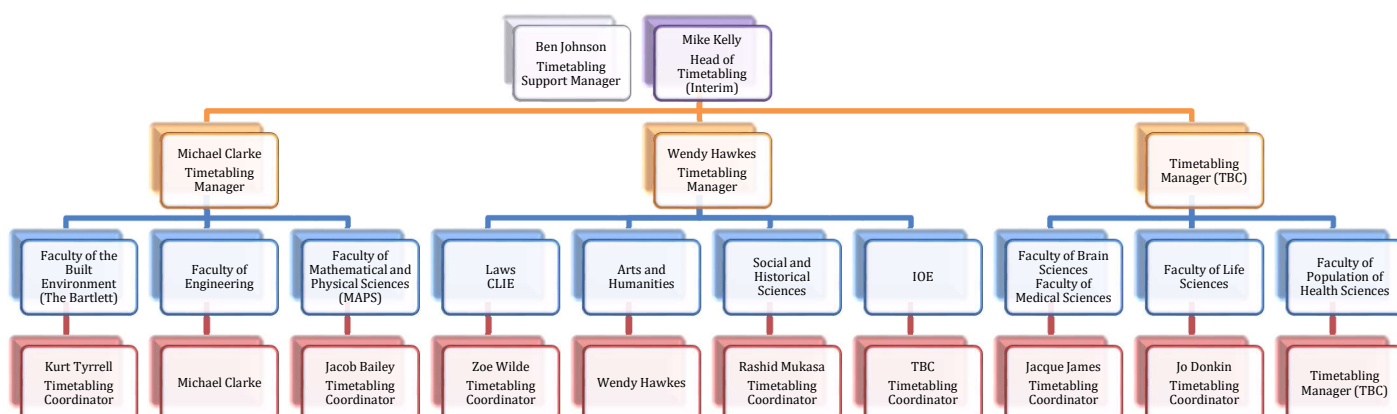 Ben Johnson
Timetabling
Support Manager
Mike Kelly
Head of
Timetabling
(Interim)
Michael Clarke
Timetabling
Manager
Wendy Hawkes
Timetabling
Manager
Timetabling
Manager (TBC)
Faculty of the
Built
Environment
(The Bartlett)
Faculty of
Engineering
Faculty of
Mathematical and
Physical Sciences
(MAPS)
Laws
CLIE
Arts and
Humanities
Social and
Historical
Sciences
IOE
Faculty of Brain
Sciences
Faculty of
Medical Sciences
Faculty of Life
Sciences
Faculty of
Population of
Health Sciences
Kurt Tyrrell
Timetabling
Coordinator
Michael Clarke
Jacob Bailey
Timetabling
Coordinator
Zoe Wilde
Timetabling
Coordinator
Wendy Hawkes
Rashid Mukasa
Timetabling
Coordinator
TBC
Timetabling
Coordinator
Jacque James
Timetabling
Coordinator
Jo Donkin
Timetabling
Coordinator
Timetabling
Manager (TBC)